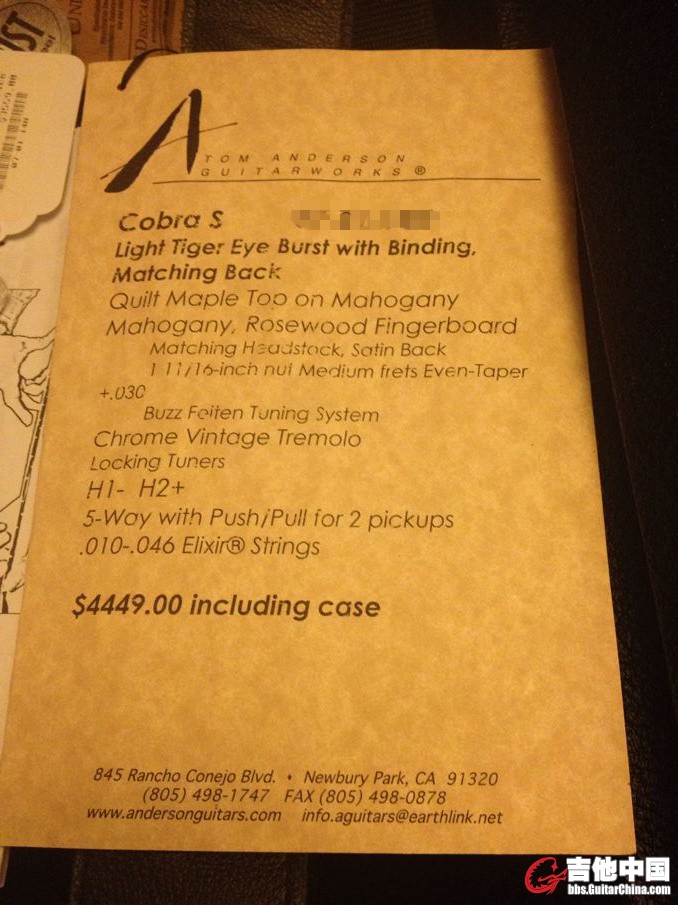 TOM ANDERSON
GUITARWORKS®
Cobra S
Light Tiger Eye Burst with Binding,
Matching Back
Quilt Maple Top on Mahogany
Mahogany, Rosewood Fingerboard
Matching Headstock, Satin Back
1 11/16-inch nut Medium frets Even-Taper
+.030
Buzz Feiten Tuning System
Chrome Vintage Tremolo
Locking Tuners
H1- H2+
5-Way with Push/Pull for 2 pickups
.010-.046 Elixir® Strings
$4449.00 including case
845 Rancho Conejo Blvd. • Newbury Park, CA 91320
(805) 498-1747 FAX (805) 498-0878
www.andersonguitars.com info.aguitars@earthlink.net
吉他中国
bbs.GuitarChina.com